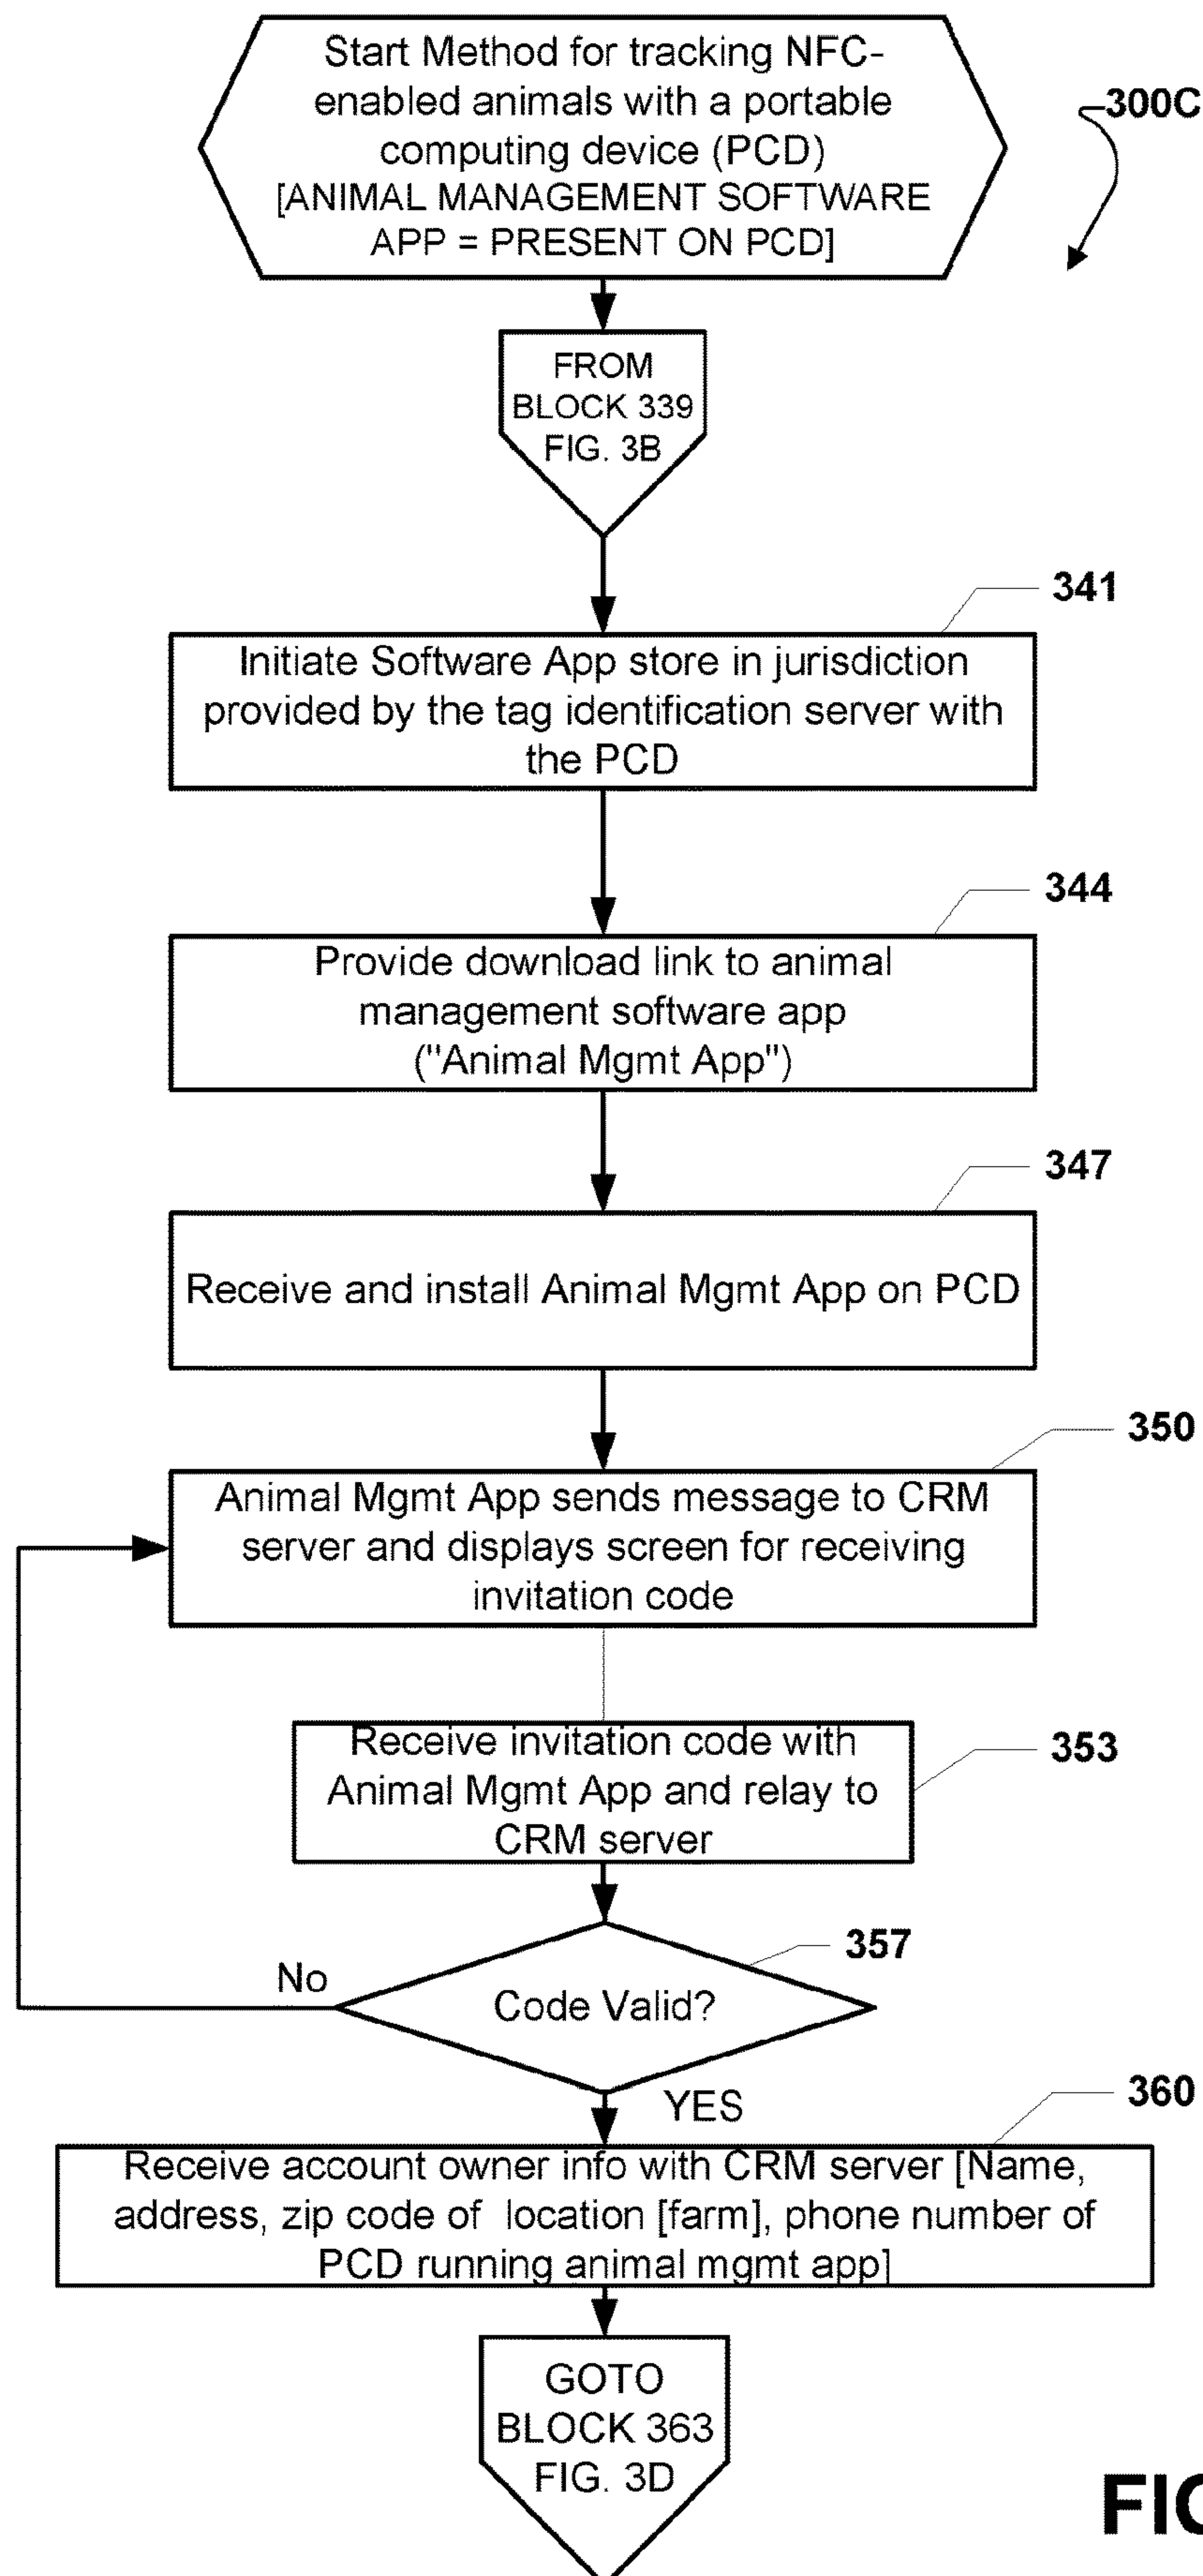 Start Method for tracking NFC-
enabled animals with a portable
computing device (PCD)
[ANIMAL MANAGEMENT SOFTWARE
APP = PRESENT ON PCD]
300C
FROM
BLOCK 339
FIG. 3B
341
Initiate Software App store in jurisdiction
provided by the tag identification server with
the PCD
344
Provide download link to animal
management software app
("Animal Mgmt App")
347
Receive and install Animal Mgmt App on PCD
350
Animal Mgmt App sends message to CRM
server and displays screen for receiving
invitation code
353
Receive invitation code with
Animal Mgmt App and relay to
CRM server
357
No
Code Valid?
YES
360
Receive account owner info with CRM server [Name,
address, zip code of location [farm], phone number of
PCD running animal mgmt app]
GOTO
BLOCK 363
FIG. 3D